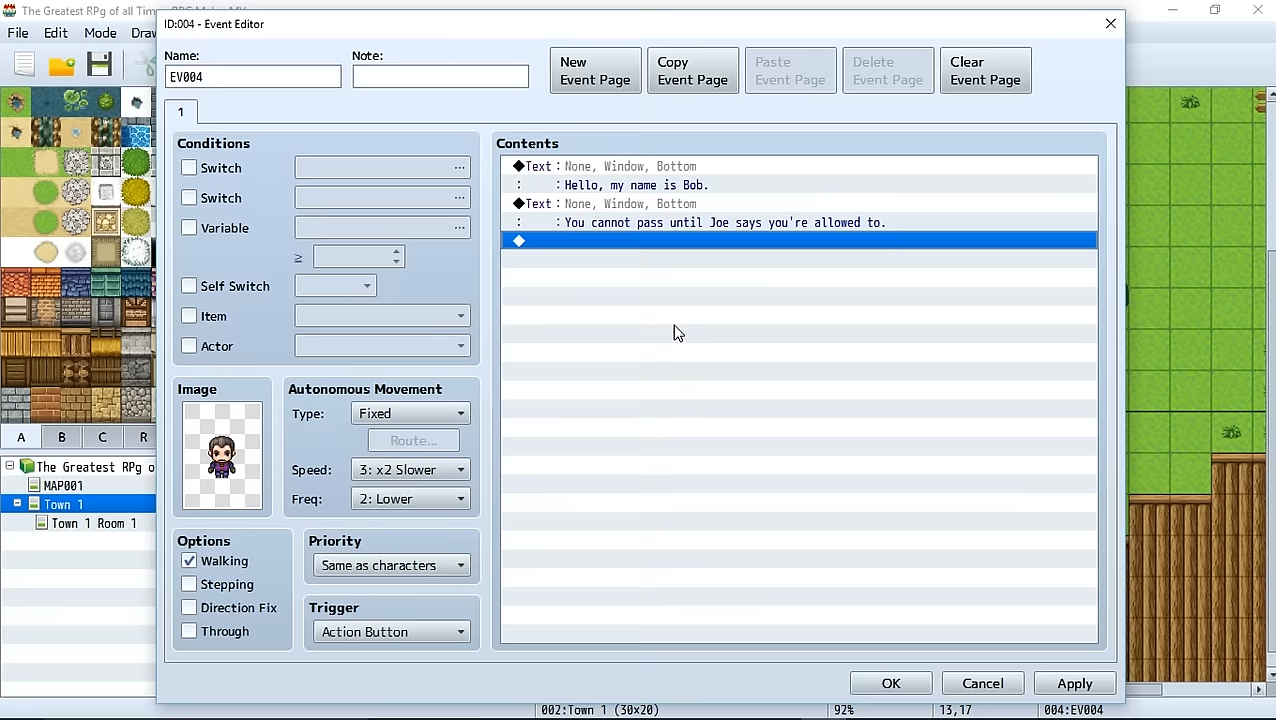 The Greatest RPg of all Tim
ID:004 - Event Editor
File Edit Mode Draw
Name:
Note:
EV004
New
Event Page
Copy
Event Page
Paste
Event Page
Delete
Event Page
Clear
Event Page
1
Conditions
Switch ...
Switch ...
Variable ...
≥
Self Switch
Item
Actor
Image
Autonomous Movement
Type: Fixed
Route...
Speed: 3: x2 Slower
Freq: 2: Lower
Options
Walking
Stepping
Direction Fix
Through
Priority
Same as characters
Trigger
Action Button
Contents
◆Text : None, Window, Bottom
: : Hello, my name is Bob.
◆Text : None, Window, Bottom
: : You cannot pass until Joe says you're allowed to.
◆
A B C R
The Greatest RPg o
MAP001
Town 1
Town 1 Room 1
OK Cancel Apply
002:Town 1 (30x20) 92% 13,17 004:EV004